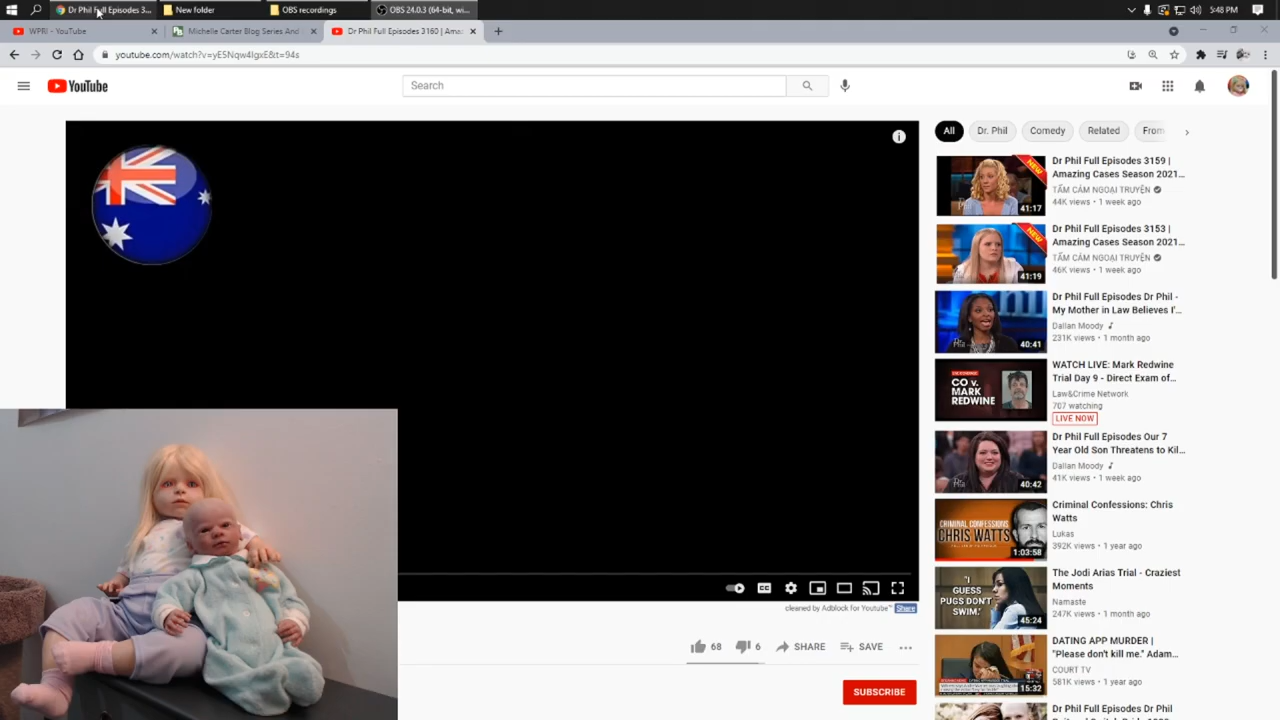 Dr Phil Full Episodes 3...
New folder
OBS recordings
OBS 24.0.3 (64-bit, wi...
5:48 PM
WPRI - YouTube
Michelle Carter Blog Series And
Dr Phil Full Episodes 3160 | Ama
youtube.com/watch?v=yESNqw4IgxE&t=94s
YouTube
Search
All
Dr. Phil
Comedy
Related
From
Dr Phil Full Episodes 3159 |
Amazing Cases Season 2021...
TẤM CÁM NGOẠI TRUYỆN
44K views • 1 week ago
NEW
41:17
Dr Phil Full Episodes 3153 |
Amazing Cases Season 2021...
TẤM CÁM NGOẠI TRUYỆN
46K views • 1 week ago
NEW
41:19
Dr Phil Full Episodes Dr Phil -
My Mother in Law Believes I'...
Dallan Moody
231K views • 1 month ago
40:41
WATCH LIVE: Mark Redwine
Trial Day 9 - Direct Exam of...
Law&Crime Network
707 watching
LIVE NOW
CO v.
MARK
REDWINE
Dr Phil Full Episodes Our 7
Year Old Son Threatens to Kil...
Dallan Moody
41K views • 1 week ago
40:42
Criminal Confessions: Chris
Watts
Lukas
392K views • 1 year ago
CRIMINAL CONFESSIONS
CHRIS
WATTS
1:03:58
The Jodi Arias Trial - Craziest
Moments
Namaste
247K views • 1 month ago
"I
GUESS
PUGS DON'T
SWIM."
45:24
DATING APP MURDER |
"Please don't kill me." Adam...
COURT TV
581K views • 1 year ago
15:32
Dr Phil Full Episodes Dr Phil
cleaned by Adblock for Youtube™
Share
68
6
SHARE
SAVE
SUBSCRIBE